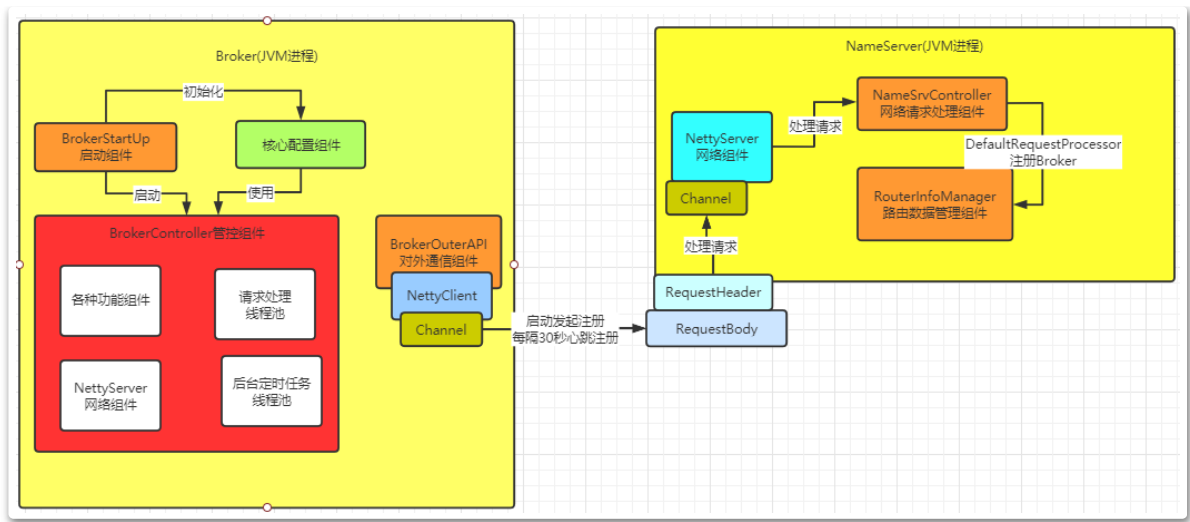 Broker(JVM进程)
初始化
BrokerStartUp
启动组件
核心配置组件
启动
使用
BrokerController管控组件
各种功能组件
请求处理
线程池
NettyServer
网络组件
后台定时任务
线程池
BrokerOuterAPI
对外通信组件
NettyClient
Channel
启动发起注册
每隔30秒心跳注册
NameServer(JVM进程)
NettyServer
网络组件
Channel
处理请求
NameSrvController
网络请求处理组件
DefaultRequestProcessor
注册Broker
RouterInfoManager
路由数据管理组件
处理请求
RequestHeader
RequestBody